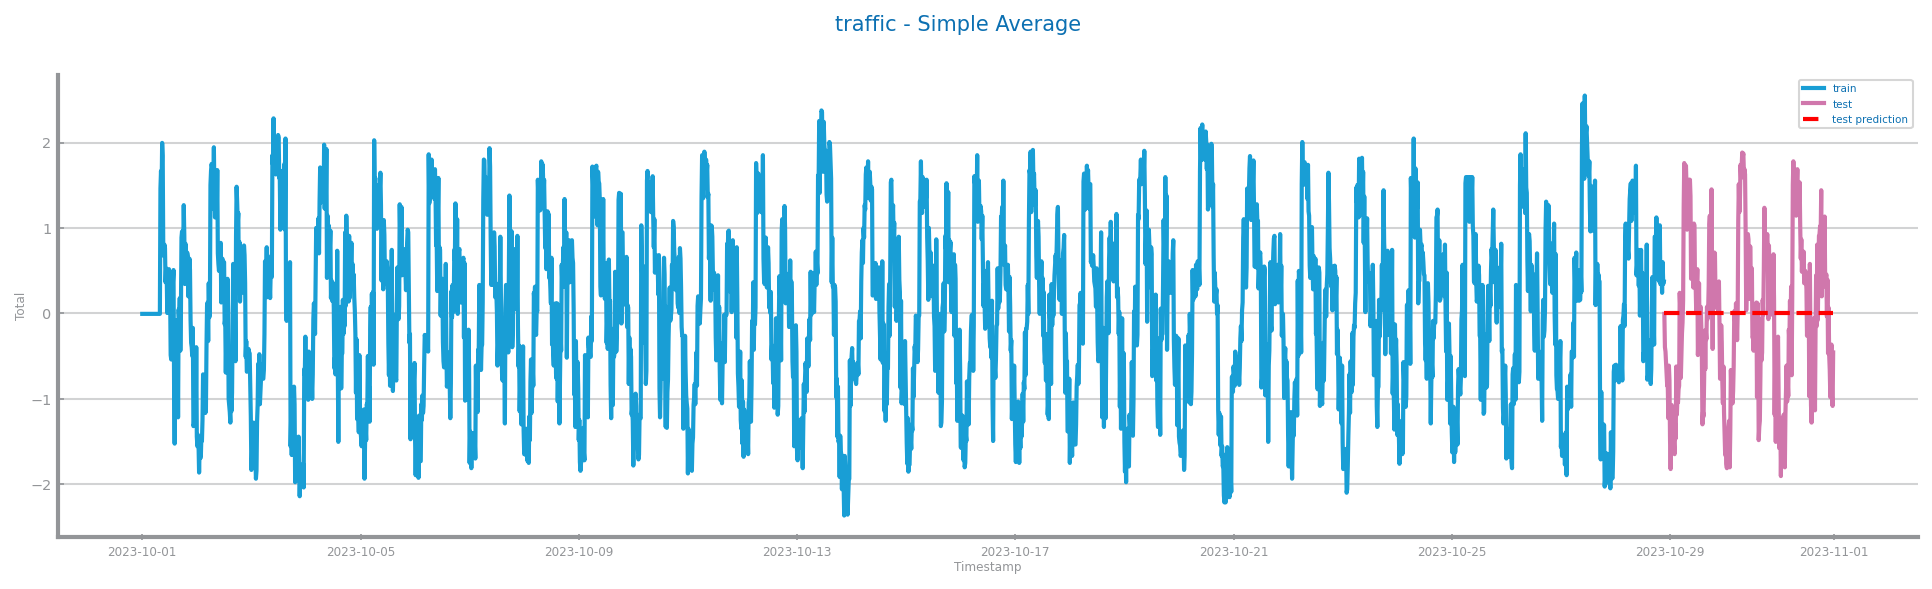 traffic - Simple Average
train
test
test prediction
Total
2
1
0
−1
−2
2023-10-01
2023-10-05
2023-10-09
2023-10-13
2023-10-17
2023-10-21
2023-10-25
2023-10-29
2023-11-01
Timestamp